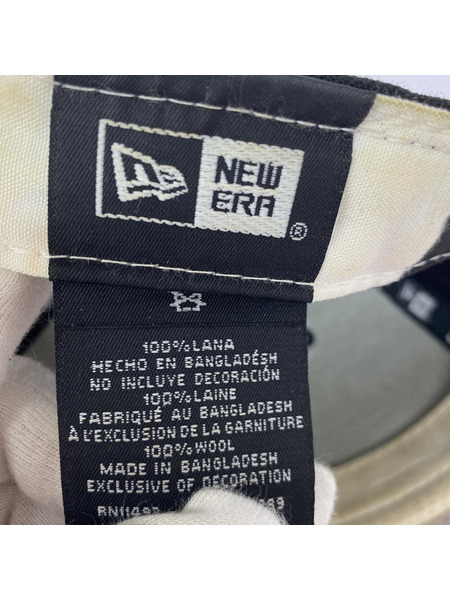 NEW
ERA
®
100% LANA
HECHO EN BANGLADÉSH
NO INCLUYE DECORACIÓN
100% LAINE
FABRIQUÉ AU BANGLADESH
À L'EXCLUSION DE LA GARNITURE
100% WOOL
MADE IN BANGLADESH
EXCLUSIVE OF DECORATION